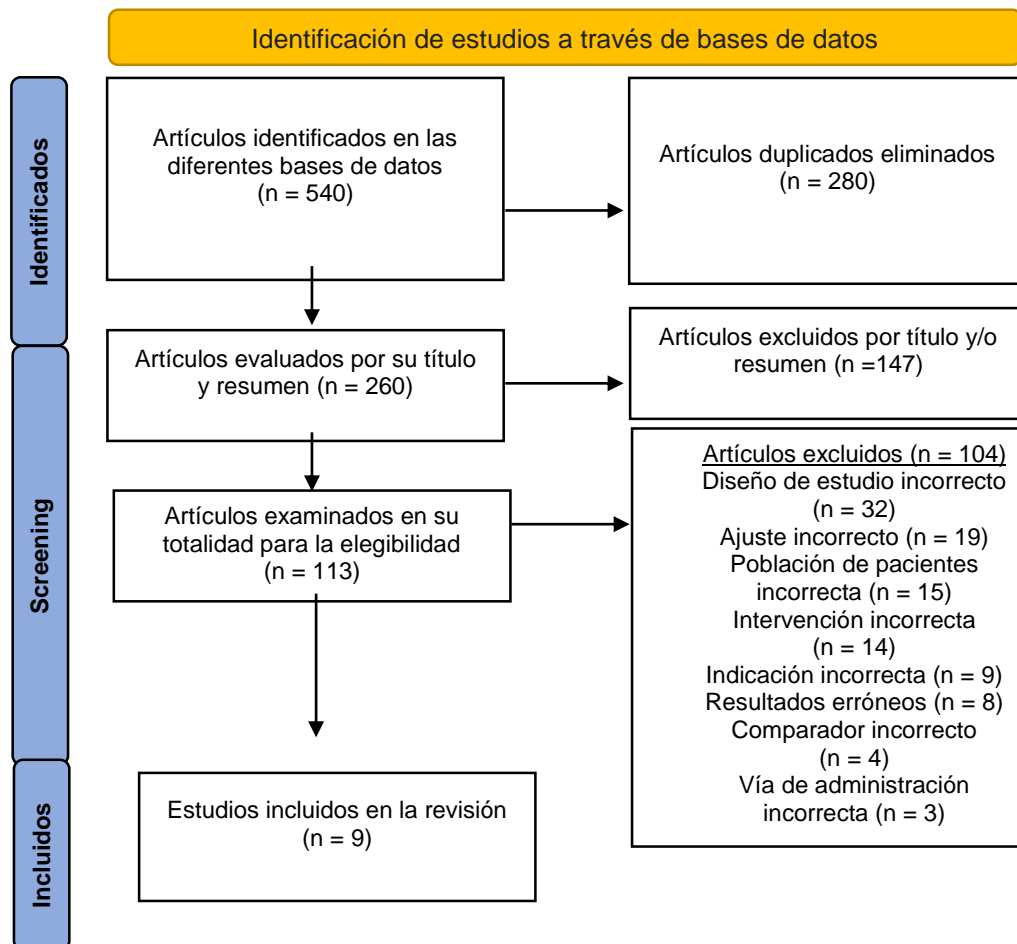 Identificación de estudios a través de bases de datos
Identificados
Artículos identificados en las
diferentes bases de datos
(n = 540)
Artículos duplicados eliminados
(n = 280)
Screening
Artículos evaluados por su título
y resumen (n = 260)
Artículos excluidos por título y/o
resumen (n =147)
Artículos examinados en su
totalidad para la elegibilidad
(n = 113)
Artículos excluidos (n = 104)
Diseño de estudio incorrecto
(n = 32)
Ajuste incorrecto (n = 19)
Población de pacientes
incorrecta (n = 15)
Intervención incorrecta
(n = 14)
Indicación incorrecta (n = 9)
Resultados erróneos (n = 8)
Comparador incorrecto
(n = 4)
Vía de administración
incorrecta (n = 3)
Incluidos
Estudios incluidos en la revisión
(n = 9)